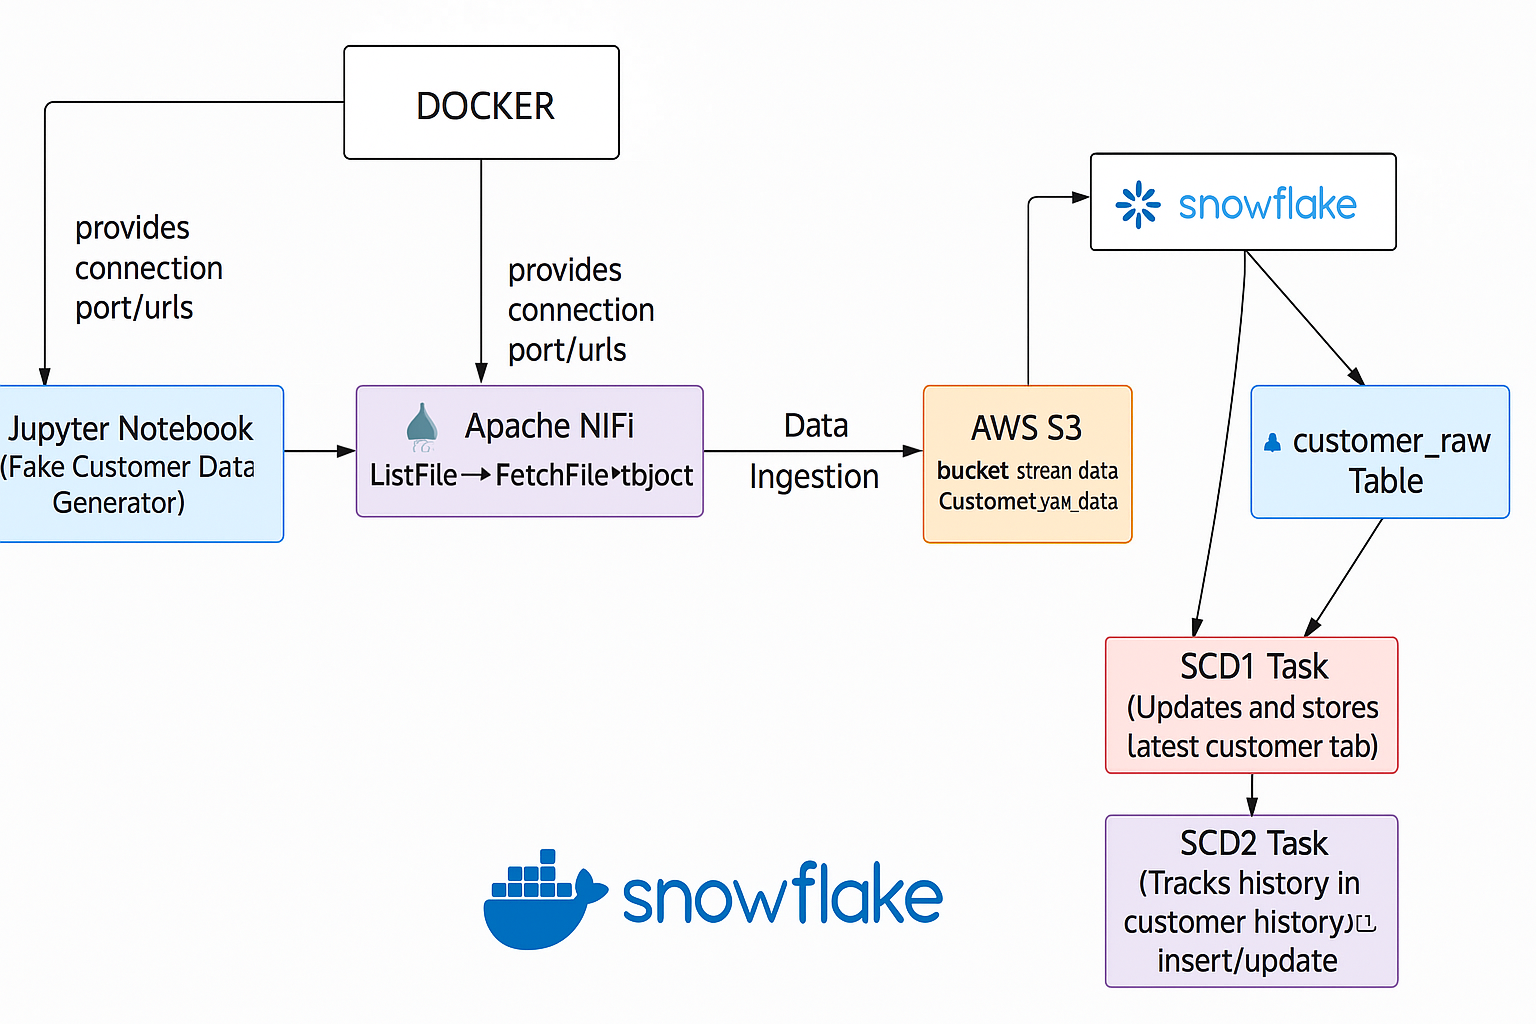 DOCKER
provides
connection
port/urls
provides
connection
port/urls
snowflake
Jupyter Notebook
(Fake Customer Data
Generator)
Apache NIFi
ListFile→FetchFile▸tbjoct
Data
Ingestion
AWS S3
bucket strean data
customer_raw
Table
SCD1 Task
(Updates and stores
latest customer tab)
SCD2 Task
(Tracks history in
customer history)
insert/update
snowflake